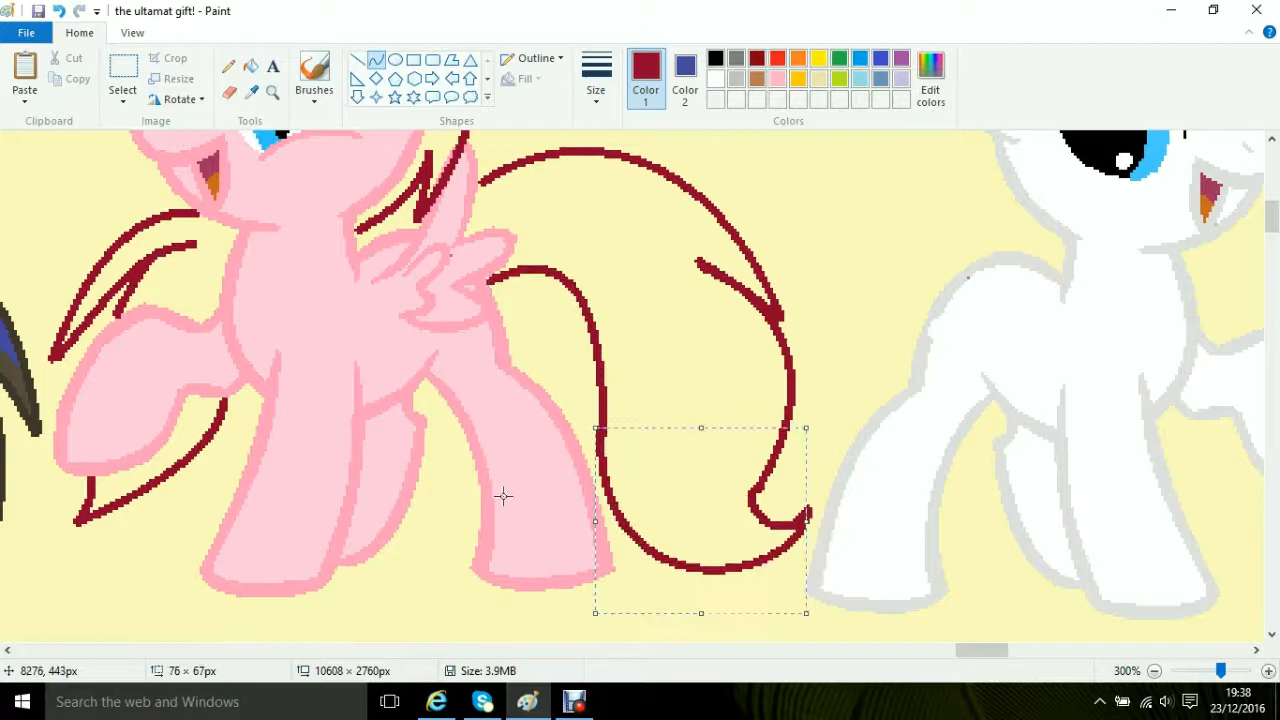 the ultamat gift! - Paint
File Home View
Paste Cut Copy Clipboard
Select Crop Resize Rotate Image
A Tools
Brushes
Outline Fill Shapes
Size
Color 1 Color 2 Edit colors Colors
8276, 443px 76 × 67px 10608 × 2760px Size: 3.9MB 300%
Search the web and Windows
19:38
23/12/2016